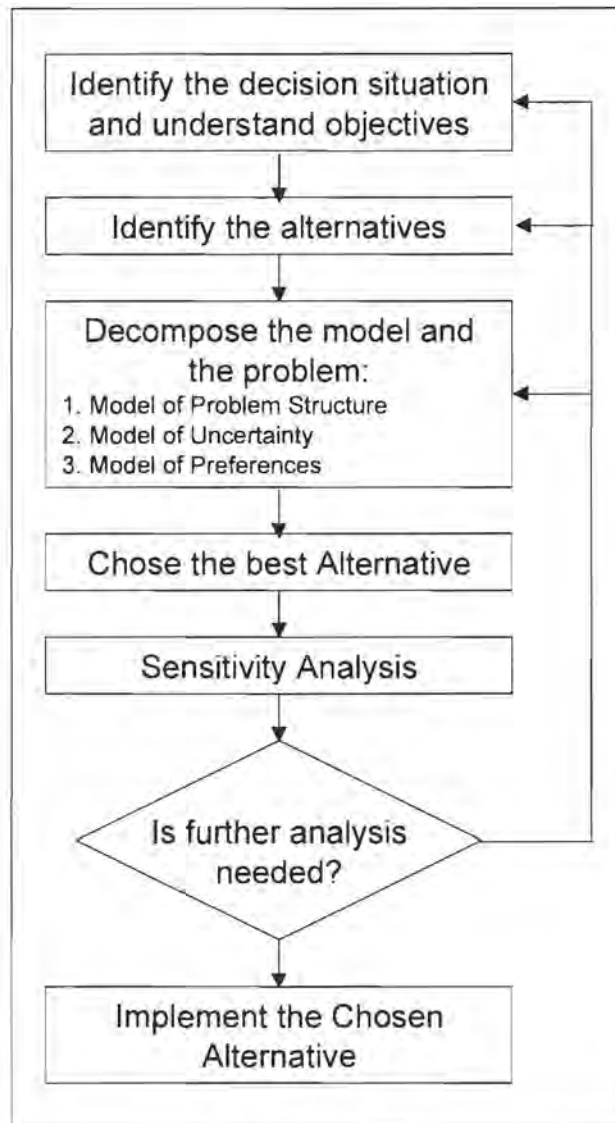 Identify the decision situation
and understand objectives
Identify the alternatives
Decompose the model and
the problem:
1. Model of Problem Structure
2. Model of Uncertainty
3. Model of Preferences
Chose the best Alternative
Sensitivity Analysis
Is further analysis
needed?
Implement the Chosen
Alternative